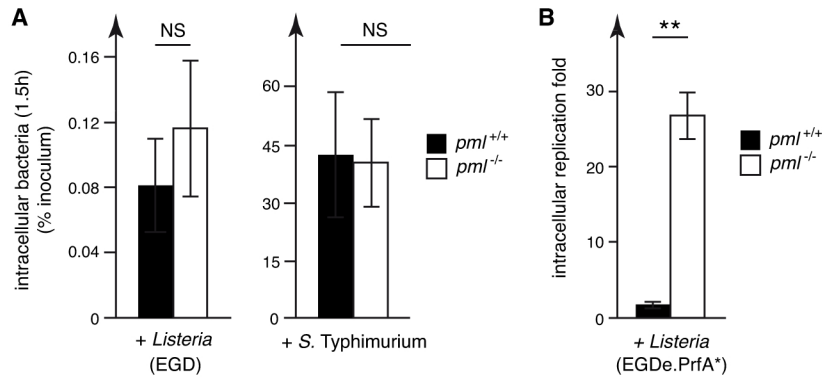 A
intracellular bacteria (1.5h)
(% inoculum)
0.16
0.12
0.08
0.04
0
NS
+ Listeria
(EGD)
60
45
30
15
0
NS
+ S. Typhimurium
pml +/+
pml -/-
B
intracellular replication fold
30
20
10
0
**
+ Listeria
(EGDe.PrfA*)
pml +/+
pml -/-